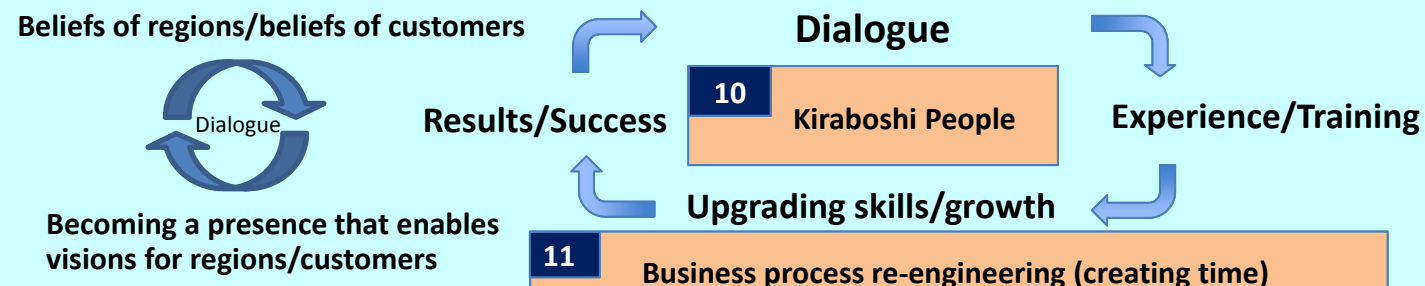 Beliefs of regions/beliefs of customers
Dialogue
Becoming a presence that enables
visions for regions/customers
Dialogue
Results/Success
10
Kiraboshi People
Experience/Training
Upgrading skills/growth
11
Business process re-engineering (creating time)